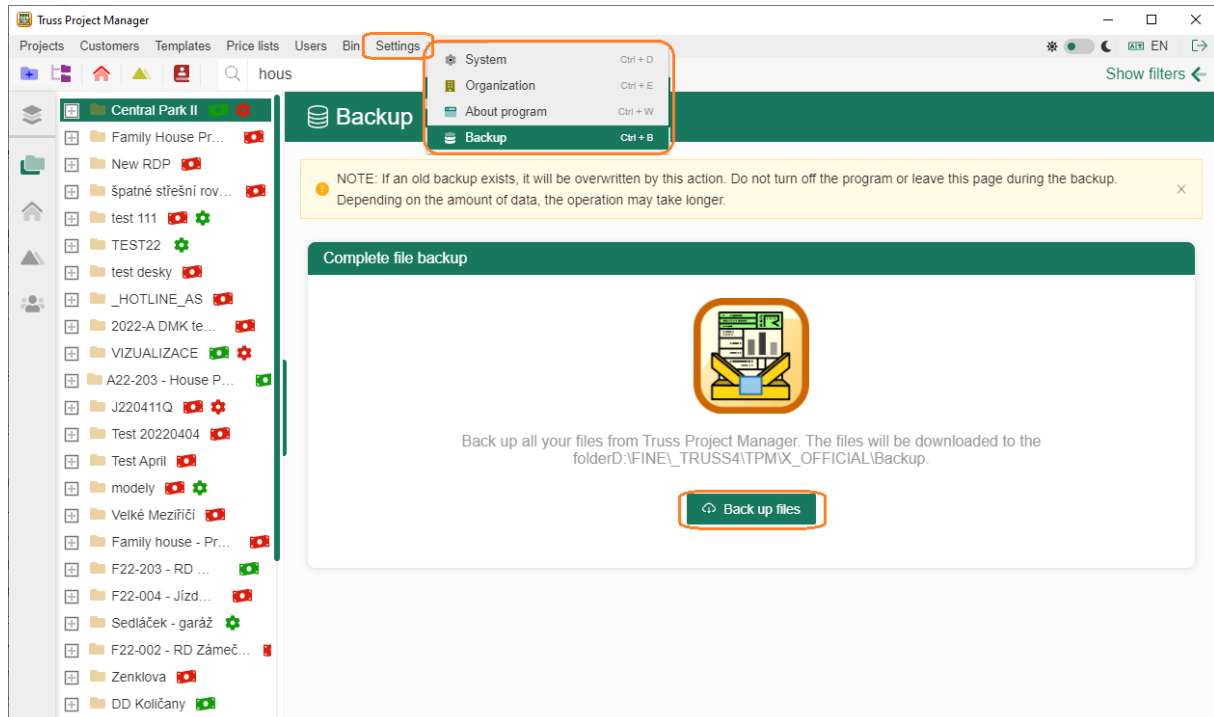 Truss Project Manager
Projects Customers Templates Price lists Users Bin Settings
EN
hous
Show filters
System Ctrl + D
Organization Ctrl + E
About program Ctrl + W
Backup Ctrl + B
Central Park II
Family House Pr...
New RDP
špatné střešní rov...
test 111
TEST22
test desky
_HOTLINE_AS
2022-A DMK te...
VIZUALIZACE
A22-203 - House P...
J220411Q
Test 20220404
Test April
modely
Velké Meziříčí
Family house - Pr...
F22-203 - RD ...
F22-004 - Jízd...
Sedláček - garáž
F22-002 - RD Zámeč...
Zenklova
DD Količany
Backup
NOTE: If an old backup exists, it will be overwritten by this action. Do not turn off the program or leave this page during the backup.
Depending on the amount of data, the operation may take longer.
Complete file backup
Back up all your files from Truss Project Manager. The files will be downloaded to the
folderD:\FINE\_TRUSS4\TPM\X_OFFICIAL\Backup.
Back up files